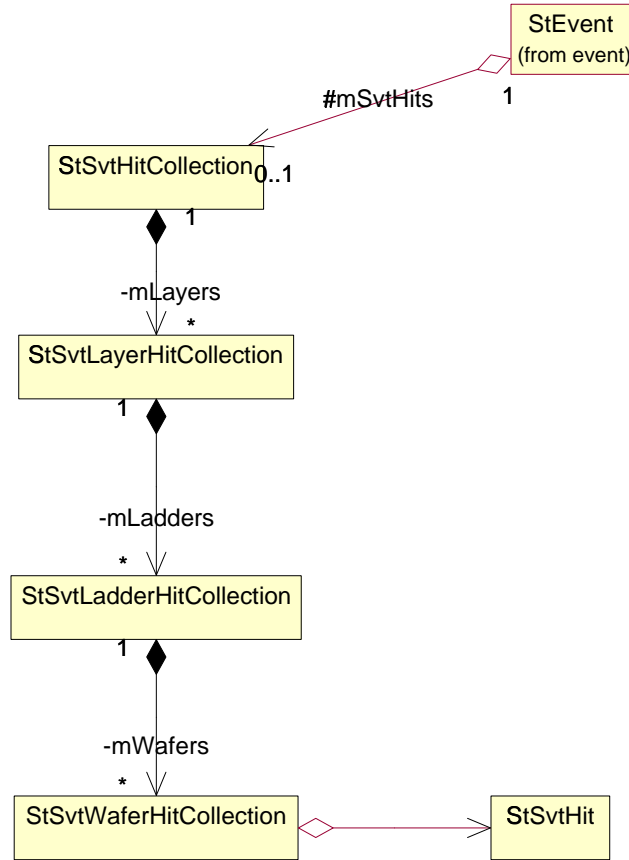 StEvent
(from event)
1
#mSvtHits
StSvtHitCollection
0..1
1
-mLayers
*
StSvtLayerHitCollection
1
-mLadders
*
StSvtLadderHitCollection
1
-mWafers
*
StSvtWaferHitCollection
StSvtHit